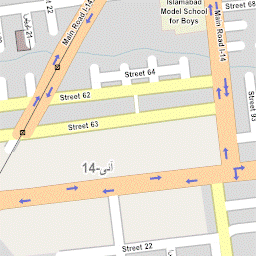 Islamabad
Model School
for Boys
Street 68
Main Road I-14
Main Road I-14
Street 64
Street 62
Street 63
Street 93
آئی-14
Street 22